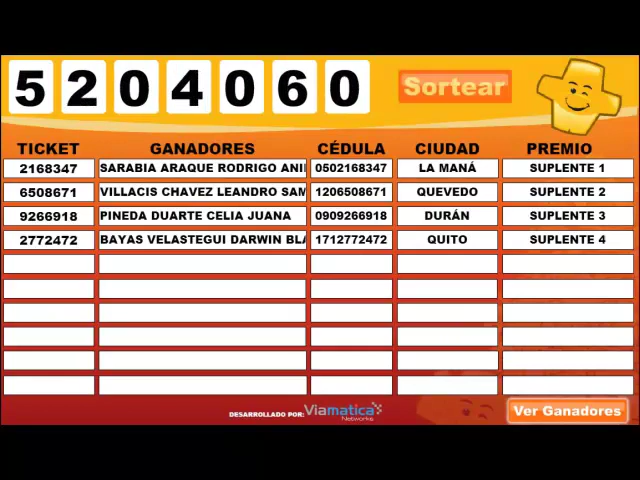 5204060
Sortear
TICKET GANADORES CÉDULA CIUDAD PREMIO
2168347 SARABIA ARAQUE RODRIGO 0502168347 LA MANÁ SUPLENTE 1
6508671 VILLACIS CHAVEZ LEANDRO SAM 1206508671 QUEVEDO SUPLENTE 2
9266918 PINEDA DUARTE CELIA JUANA 0909266918 DURÁN SUPLENTE 3
2772472 BAYAS VELASTEGUI DARWIN BLA 1712772472 QUITO SUPLENTE 4
DESARROLLADO POR: Viamatica
Networks
Ver Ganadores